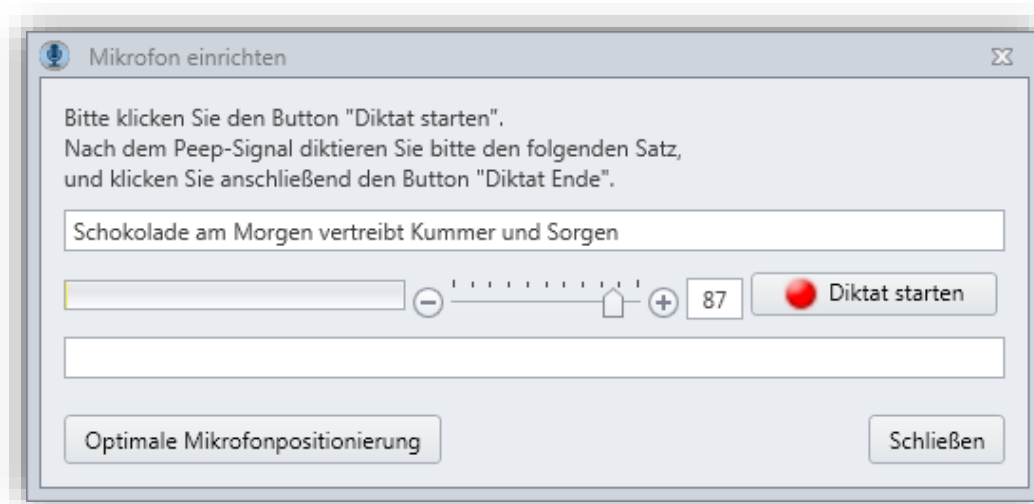 Mikrofon einrichten
Bitte klicken Sie den Button "Diktat starten".
Nach dem Peep-Signal diktieren Sie bitte den folgenden Satz,
und klicken Sie anschließend den Button "Diktat Ende".
Schokolade am Morgen vertreibt Kummer und Sorgen
87 Diktat starten
Optimale Mikrofonpositionierung Schließen